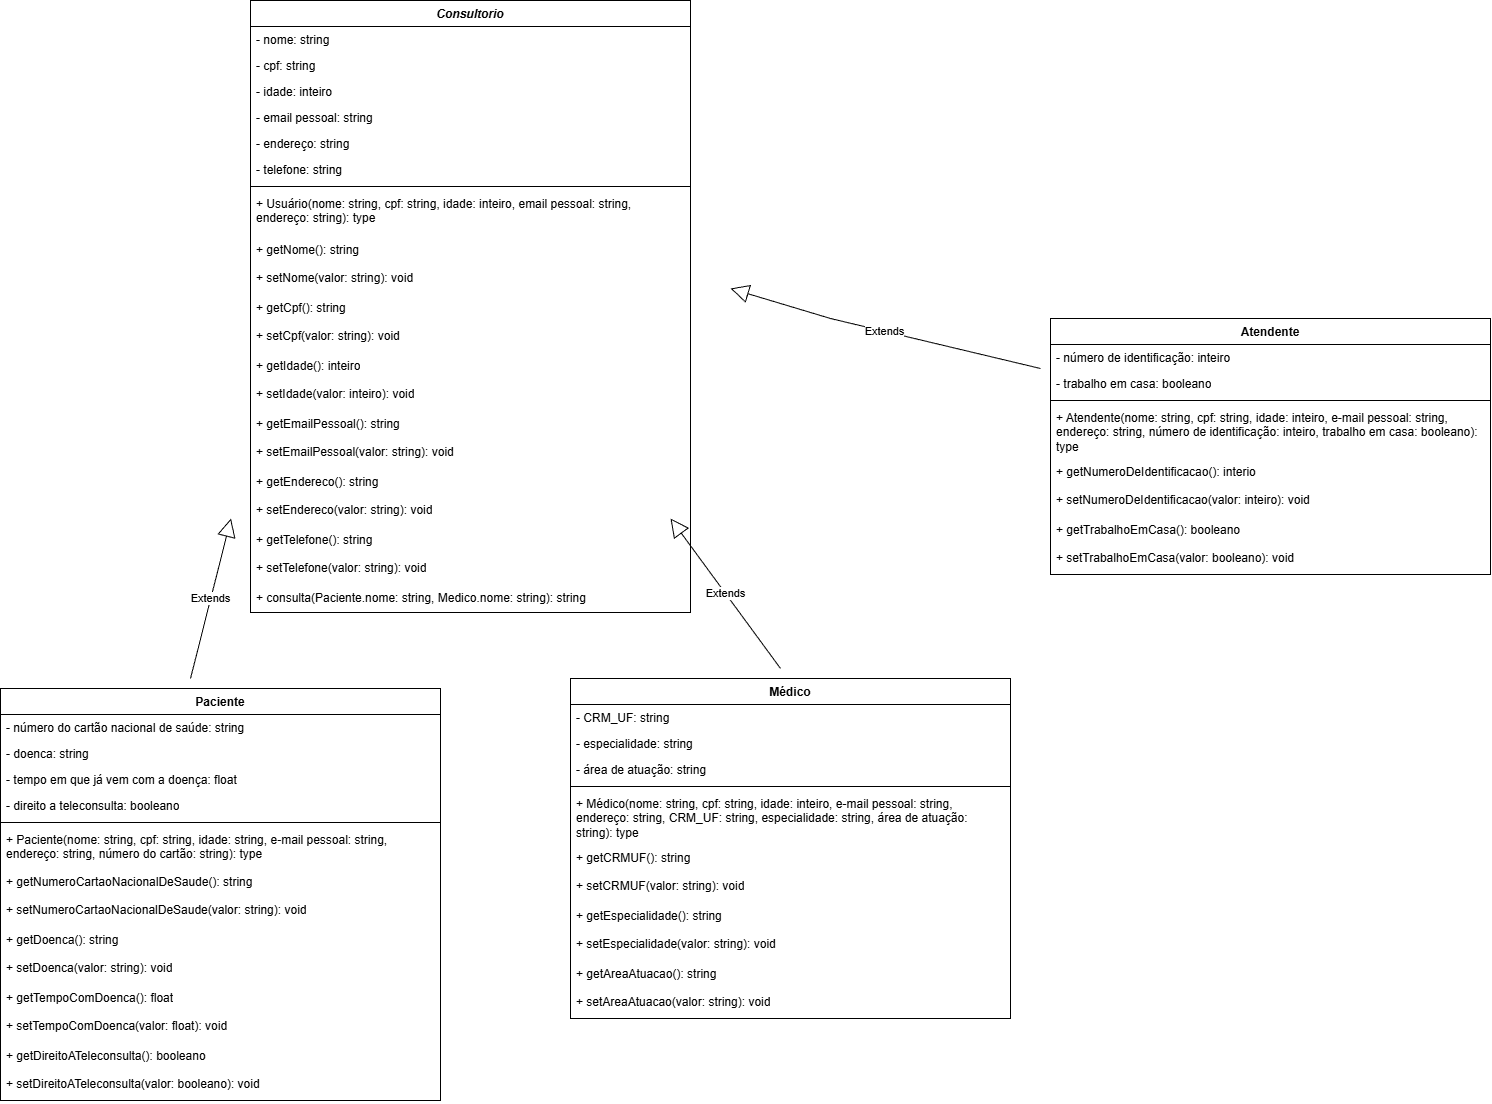 Consultorio
- nome: string
- cpf: string
- idade: inteiro
- email pessoal: string
- endereço: string
- telefone: string
+ Usuário(nome: string, cpf: string, idade: inteiro, email pessoal: string,
endereço: string): type
+ getNome(): string
+ setNome(valor: string): void
+ getCpf(): string
+ setCpf(valor: string): void
+ getIdade(): inteiro
+ setIdade(valor: inteiro): void
+ getEmailPessoal(): string
+ setEmailPessoal(valor: string): void
+ getEndereco(): string
+ setEndereco(valor: string): void
+ getTelefone(): string
+ setTelefone(valor: string): void
+ consulta(Paciente.nome: string, Medico.nome: string): string
Extends
Atendente
- número de identificação: inteiro
- trabalho em casa: booleano
+ Atendente(nome: string, cpf: string, idade: inteiro, e-mail pessoal: string,
endereço: string, número de identificação: inteiro, trabalho em casa: booleano):
type
+ getNumeroDeIdentificacao(): interio
+ setNumeroDeIdentificacao(valor: inteiro): void
+ getTrabalhoEmCasa(): booleano
+ setTrabalhoEmCasa(valor: booleano): void
Extends
Extends
Paciente
- número do cartão nacional de saúde: string
- doenca: string
- tempo em que já vem com a doença: float
- direito a teleconsulta: booleano
+ Paciente(nome: string, cpf: string, idade: string, e-mail pessoal: string,
endereço: string, número do cartão: string): type
+ getNumeroCartaoNacionalDeSaude(): string
+ setNumeroCartaoNacionalDeSaude(valor: string): void
+ getDoenca(): string
+ setDoenca(valor: string): void
+ getTempoComDoenca(): float
+ setTempoComDoenca(valor: float): void
+ getDireitoATeleconsulta(): booleano
+ setDireitoATeleconsulta(valor: booleano): void
Médico
- CRM_UF: string
- especialidade: string
- área de atuação: string
+ Médico(nome: string, cpf: string, idade: inteiro, e-mail pessoal: string,
endereço: string, CRM_UF: string, especialidade: string, área de atuação:
string): type
+ getCRMUF(): string
+ setCRMUF(valor: string): void
+ getEspecialidade(): string
+ setEspecialidade(valor: string): void
+ getAreaAtuacao(): string
+ setAreaAtuacao(valor: string): void